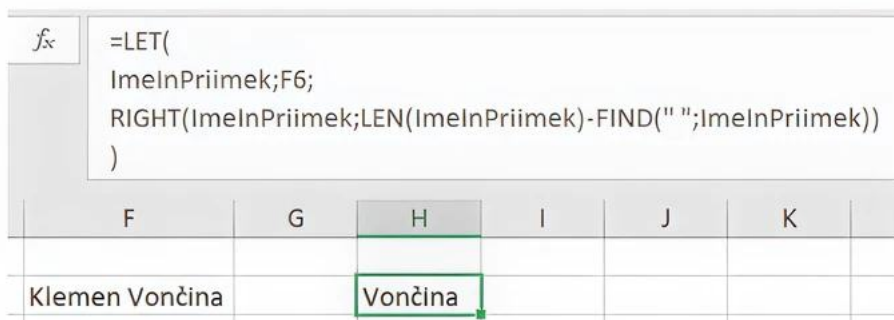 fx
=LET(
ImeInPriimek;F6;
RIGHT(ImeInPriimek;LEN(ImeInPriimek)-FIND(" ";ImeInPriimek))
)
F G H I J K
Klemen Vončina Vončina